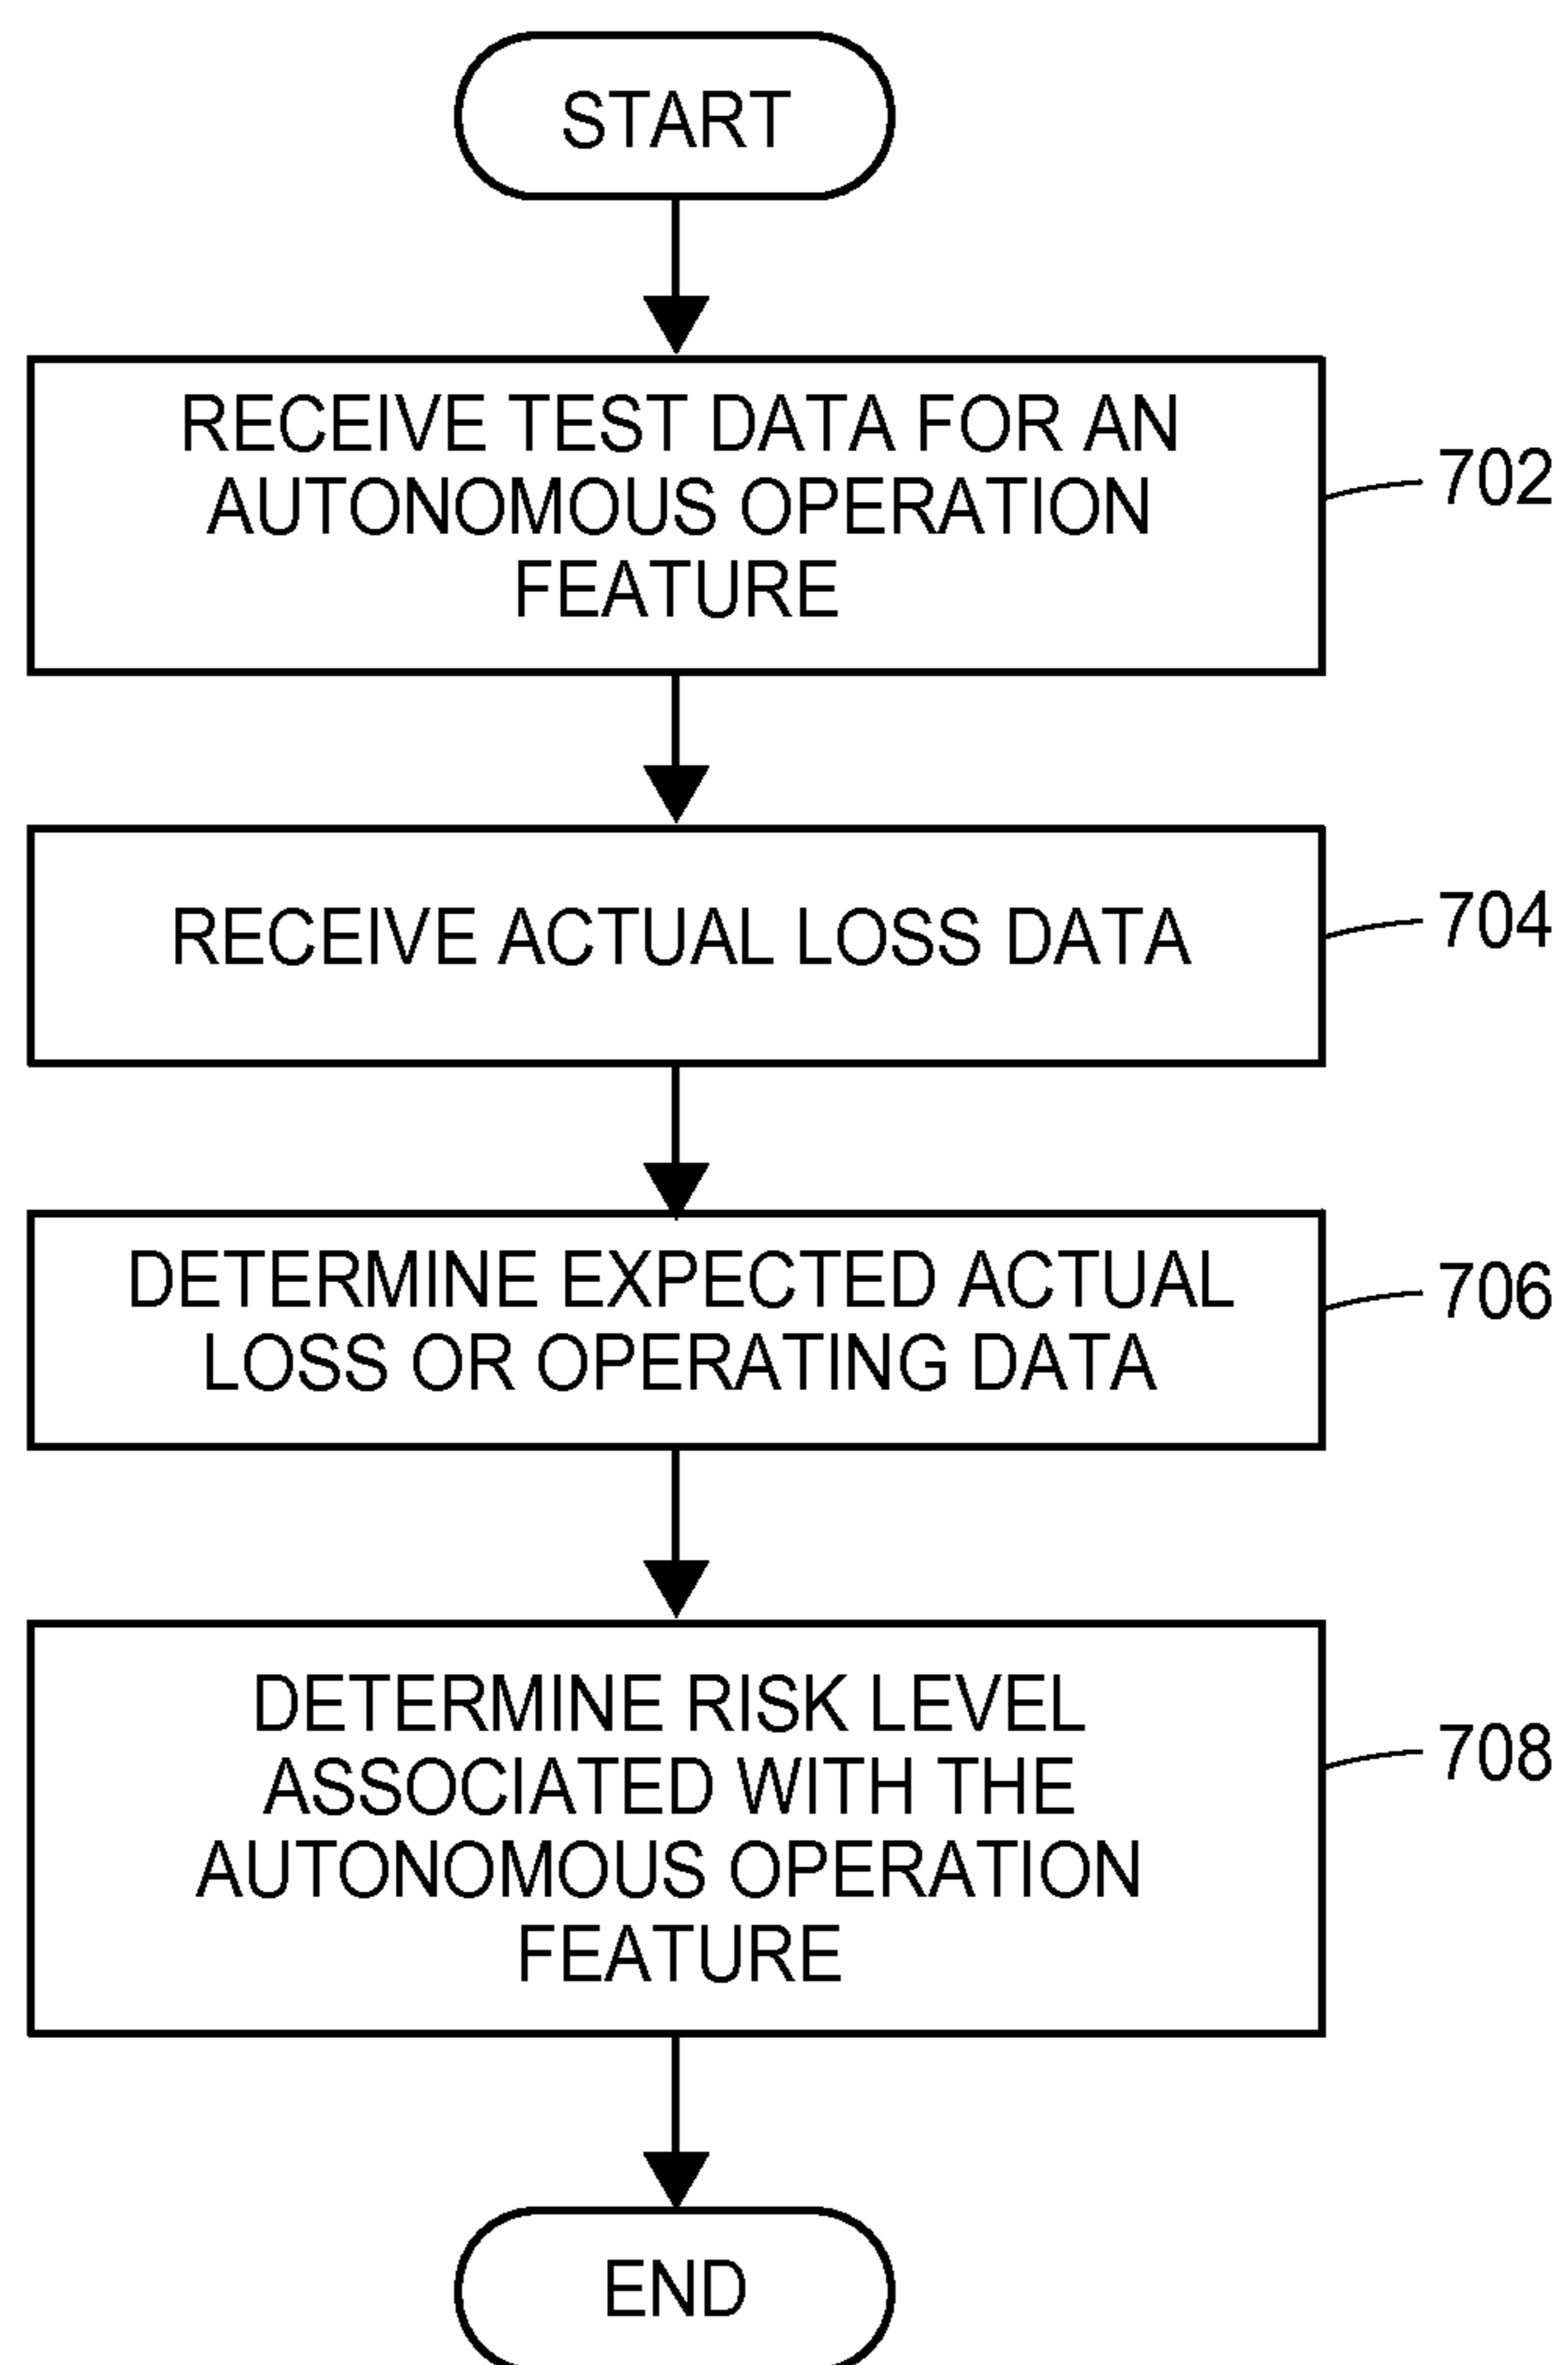 START
RECEIVE TEST DATA FOR AN
AUTONOMOUS OPERATION
FEATURE
702
RECEIVE ACTUAL LOSS DATA
704
DETERMINE EXPECTED ACTUAL
LOSS OR OPERATING DATA
706
DETERMINE RISK LEVEL
ASSOCIATED WITH THE
AUTONOMOUS OPERATION
FEATURE
708
END